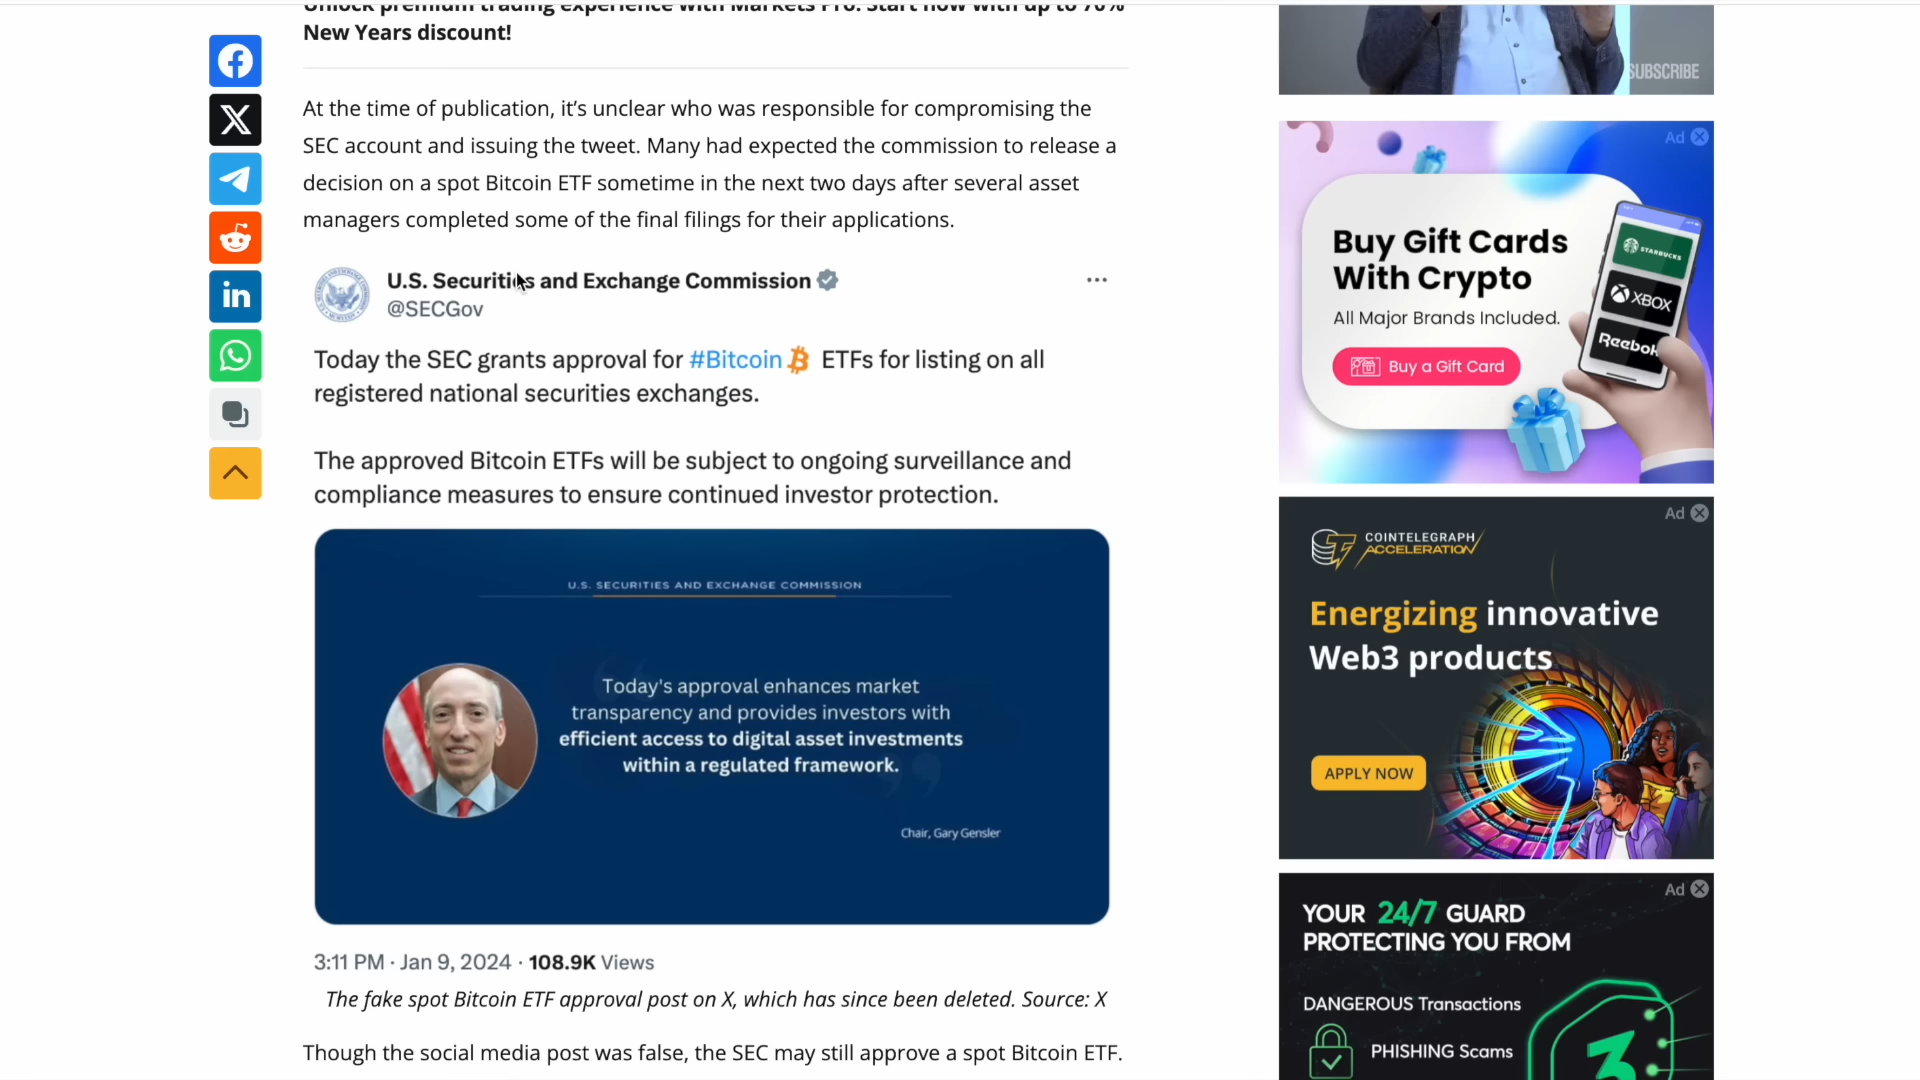 Unlock premium trading experience with Markets Pro. Start now with up to 70%
New Years discount!
At the time of publication, it’s unclear who was responsible for compromising the
SEC account and issuing the tweet. Many had expected the commission to release a
decision on a spot Bitcoin ETF sometime in the next two days after several asset
managers completed some of the final filings for their applications.
U.S. Securities and Exchange Commission
@SECGov
Today the SEC grants approval for #Bitcoin ETFs for listing on all
registered national securities exchanges.
The approved Bitcoin ETFs will be subject to ongoing surveillance and
compliance measures to ensure continued investor protection.
U.S. SECURITIES AND EXCHANGE COMMISSION
Today's approval enhances market
transparency and provides investors with
efficient access to digital asset investments
within a regulated framework.
Chair, Gary Gensler
3:11 PM · Jan 9, 2024 · 108.9K Views
The fake spot Bitcoin ETF approval post on X, which has since been deleted. Source: X
Though the social media post was false, the SEC may still approve a spot Bitcoin ETF.
SUBSCRIBE
Ad
Buy Gift Cards
With Crypto
All Major Brands Included.
Buy a Gift Card
STARBUCKS
XBOX
Reebok
Ad
COINTELEGRAPH
ACCELERATION
Energizing innovative
Web3 products
APPLY NOW
Ad
YOUR 24/7 GUARD
PROTECTING YOU FROM
DANGEROUS Transactions
PHISHING Scams
3